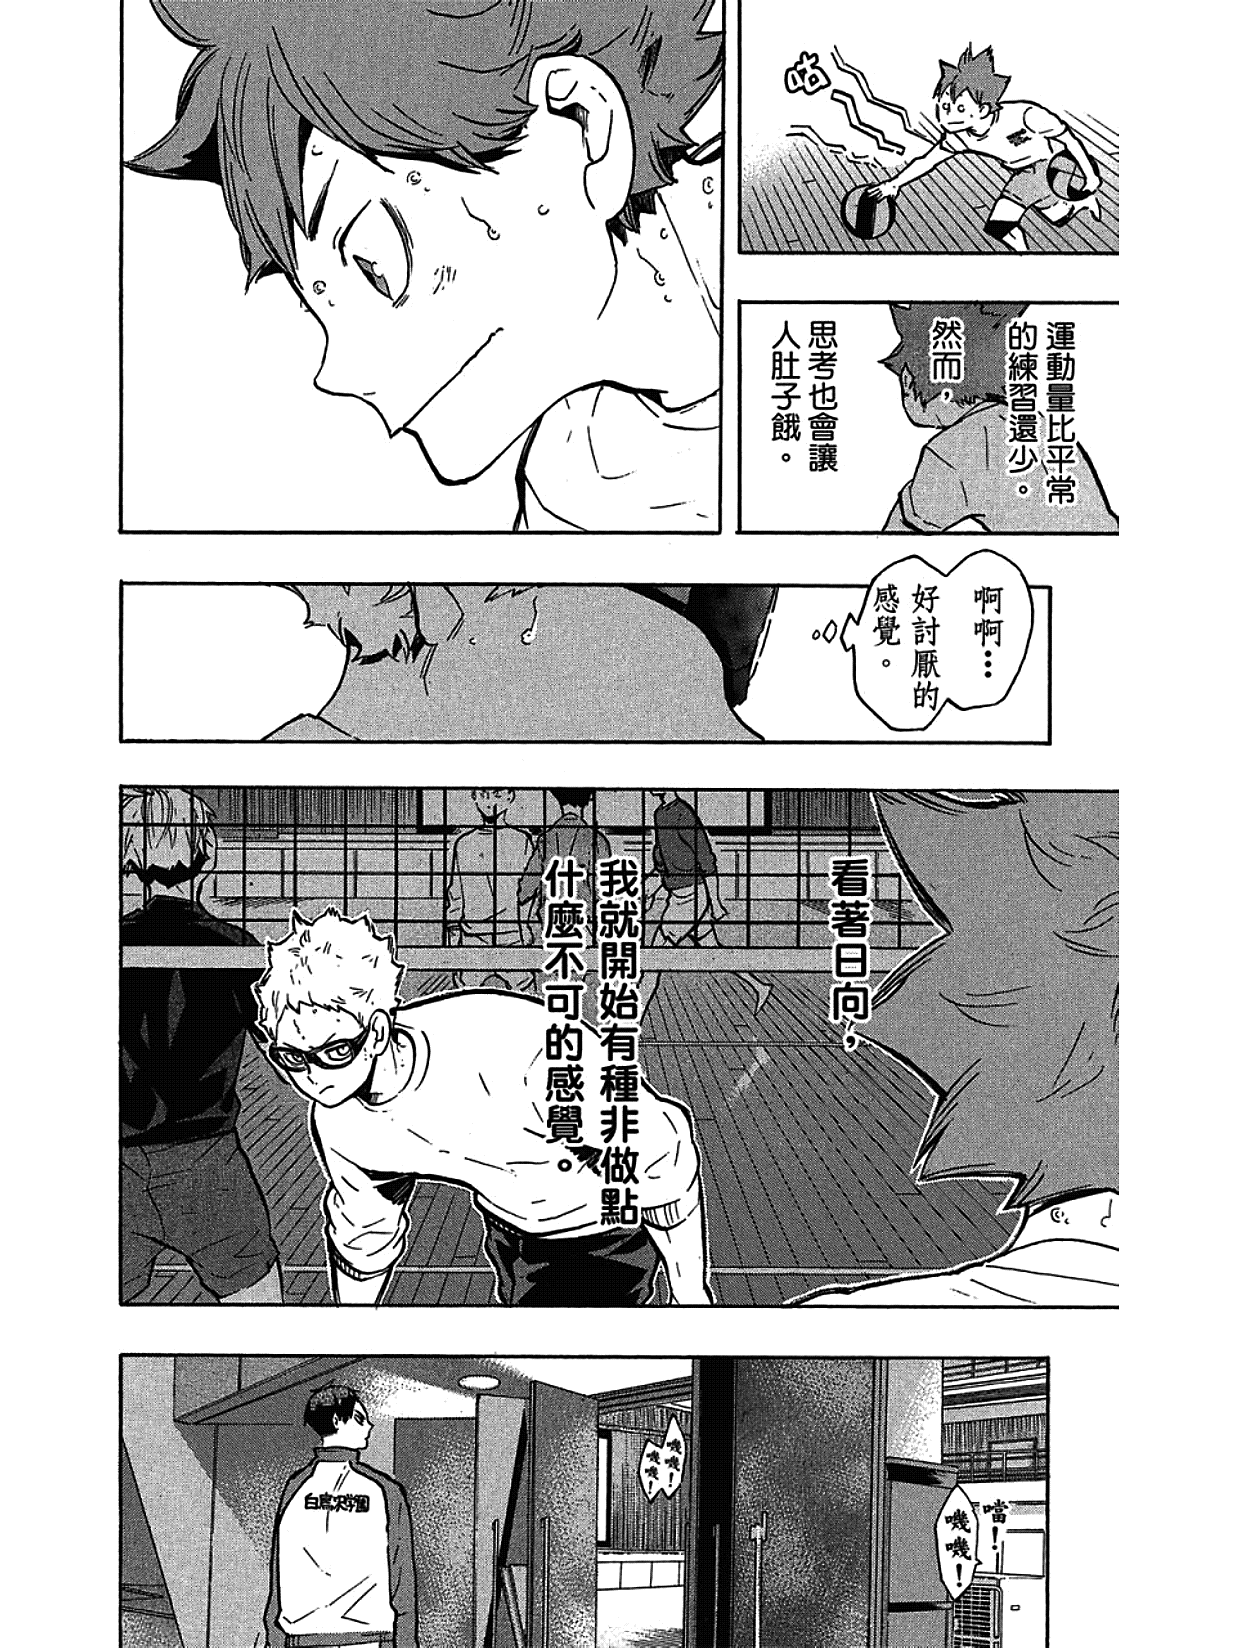 咕
運動量比平常
的練習還少。
然而，
思考也會讓
人肚子餓。
啊啊…
好討厭的
感覺。
看著日向，
我就開始有種非做點
什麼不可的感覺。
噹！
嘰嘰！
嘰嘰！
嘰嘰！
白鳥沢学園